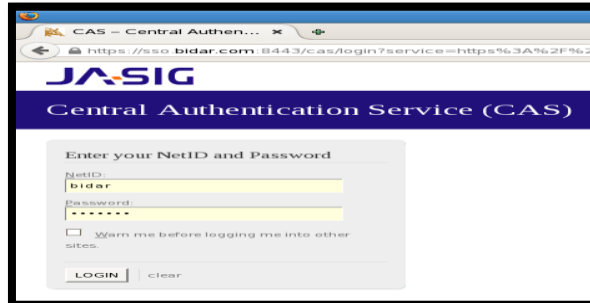 CAS – Central Authen...
https://sso.bidar.com:8443/cas/login?service=https%3A%2F%2
JA-SIG
Central Authentication Service (CAS)
Enter your NetID and Password
NetID:
bidar
Password:
•••••••
Warn me before logging me into other
sites.
LOGIN clear